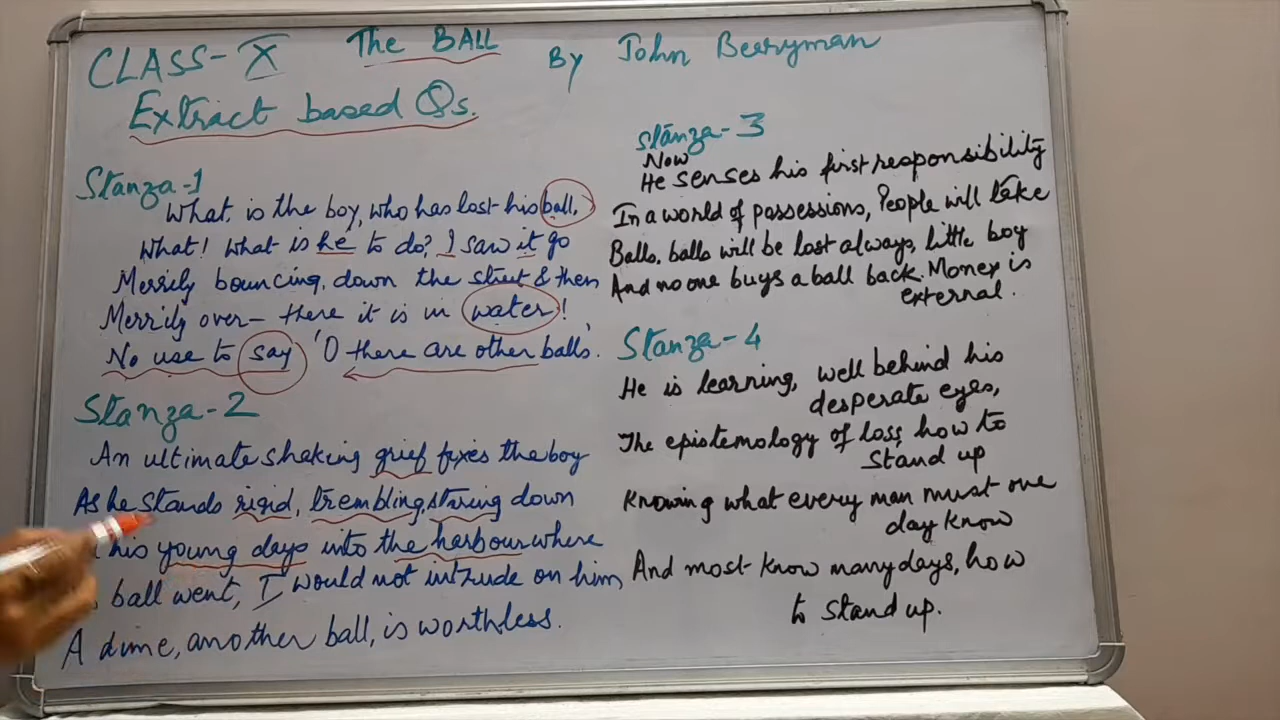 CLASS-X The BALL By John Berryman
Extract based Qs.
Stanza-1
What is the boy, who has lost his ball,
What! What is he to do? I saw it go
Merrily bouncing, down the street & then
Merrily over- there it is in water!
No use to say 'O there are other balls'.
Stanza-2
An ultimate shaking grief fixes the boy
As he stands rigid, trembling, staring down
his young days into the harbour where
ball went, I would not intrude on him,
A dime, another ball, is worthless.
Stanza-3
Now
He senses his first responsibility
In a world of possessions, People will take
Balls, balls will be lost always, little boy
And no one buys a ball back. Money is
external.
Stanza-4
He is learning, well behind his
desperate eyes,
The epistemology of loss, how to
Stand up
Knowing what every man must one
day know
And most know many days, how
to stand up.